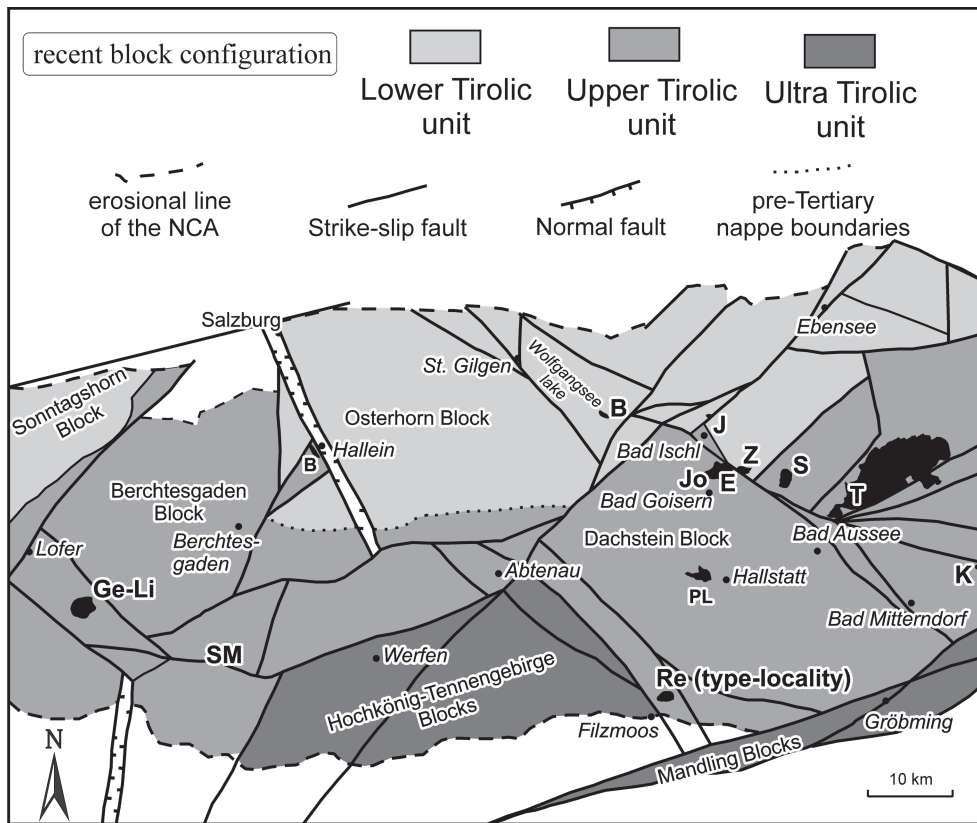 recent block configuration
Lower Tirolic
unit
Upper Tirolic
unit
Ultra Tirolic
unit
erosional line
of the NCA
Strike-slip fault
Normal fault
pre-Tertiary
nappe boundaries
Salzburg
Ebensee
St. Gilgen
Wolfgangsee
lake
Sonntagshorn
Block
Osterhorn Block
B
J
Hallein
B
Bad Ischl
Z
S
Jo
E
Berchtesgaden
Block
Bad Goisern
T
Berchtes-
gaden
Dachstein Block
Bad Aussee
Lofer
Abtenau
Hallstatt
K
Ge-Li
PL
Bad Mitterndorf
SM
Werfen
Re (type-locality)
Hochkönig-Tennengebirge
Blocks
Filzmoos
Gröbming
N
Mandling Blocks
10 km